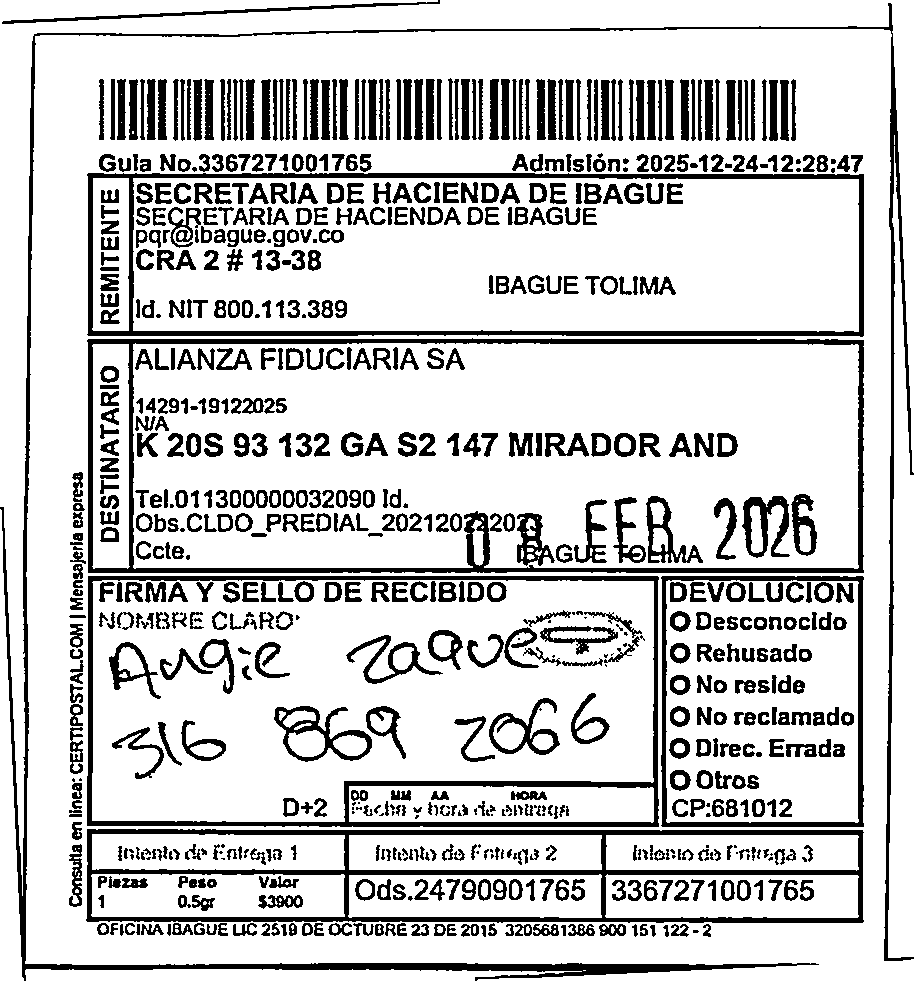 Guia No.3367271001765 Admisión: 2025-12-24-12:28:47
REMITENTE
SECRETARIA DE HACIENDA DE IBAGUE
SECRETARIA DE HACIENDA DE IBAGUE
pqr@ibague.gov.co
CRA 2 # 13-38
IBAGUE TOLIMA
Id. NIT 800.113.389
DESTINATARIO
ALIANZA FIDUCIARIA SA
14291-19122025
N/A
K 20S 93 132 GA S2 147 MIRADOR AND
Tel.011300000032090 Id.
Obs.CLDO_PREDIAL_
Ccte.
IBAGUE TOLIMA
FEB 2026
FIRMA Y SELLO DE RECIBIDO
NOMBRE CLARO
Angie Zaque
316 869 2066
D+2
DD MM AA HORA
Fecha y hora de entrega
DEVOLUCION
Desconocido
Rehusado
No reside
No reclamado
Direc. Errada
Otros
CP:681012
Intento de Entrega 1 Intento de Entrega 2 Intento de Entrega 3
Piezas Peso Valor
1 0.5gr $3900
Ods.24790901765 3367271001765
OFICINA IBAGUE LIC 2519 DE OCTUBRE 23 DE 2015 3205681386 900 151 122 - 2
Consulta en linea: CERTIPOSTAL.COM | Mensajeria expresa